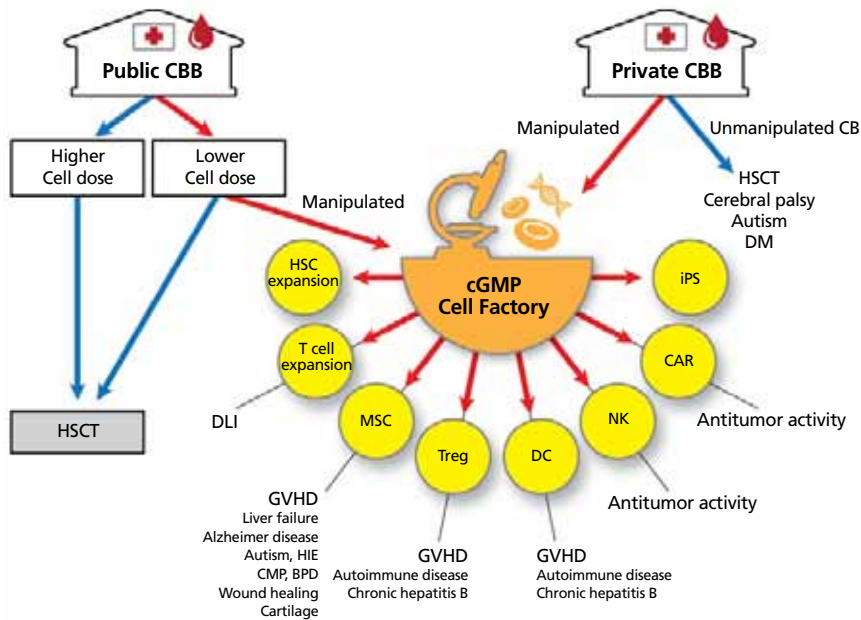 Public CBB
Private CBB
Manipulated
Unmanipulated CB
Higher
Cell dose
Lower
Cell dose
HSCT
Cerebral palsy
Autism
DM
Manipulated
HSC
expansion
cGMP
Cell Factory
iPS
T cell
expansion
CAR
DLI
MSC
NK
Antitumor activity
HSCT
Treg
DC
GVHD
Liver failure
Alzheimer disease
Autism, HIE
CMP, BPD
Wound healing
Cartilage
GVHD
Autoimmune disease
Chronic hepatitis B
GVHD
Autoimmune disease
Chronic hepatitis B
Antitumor activity